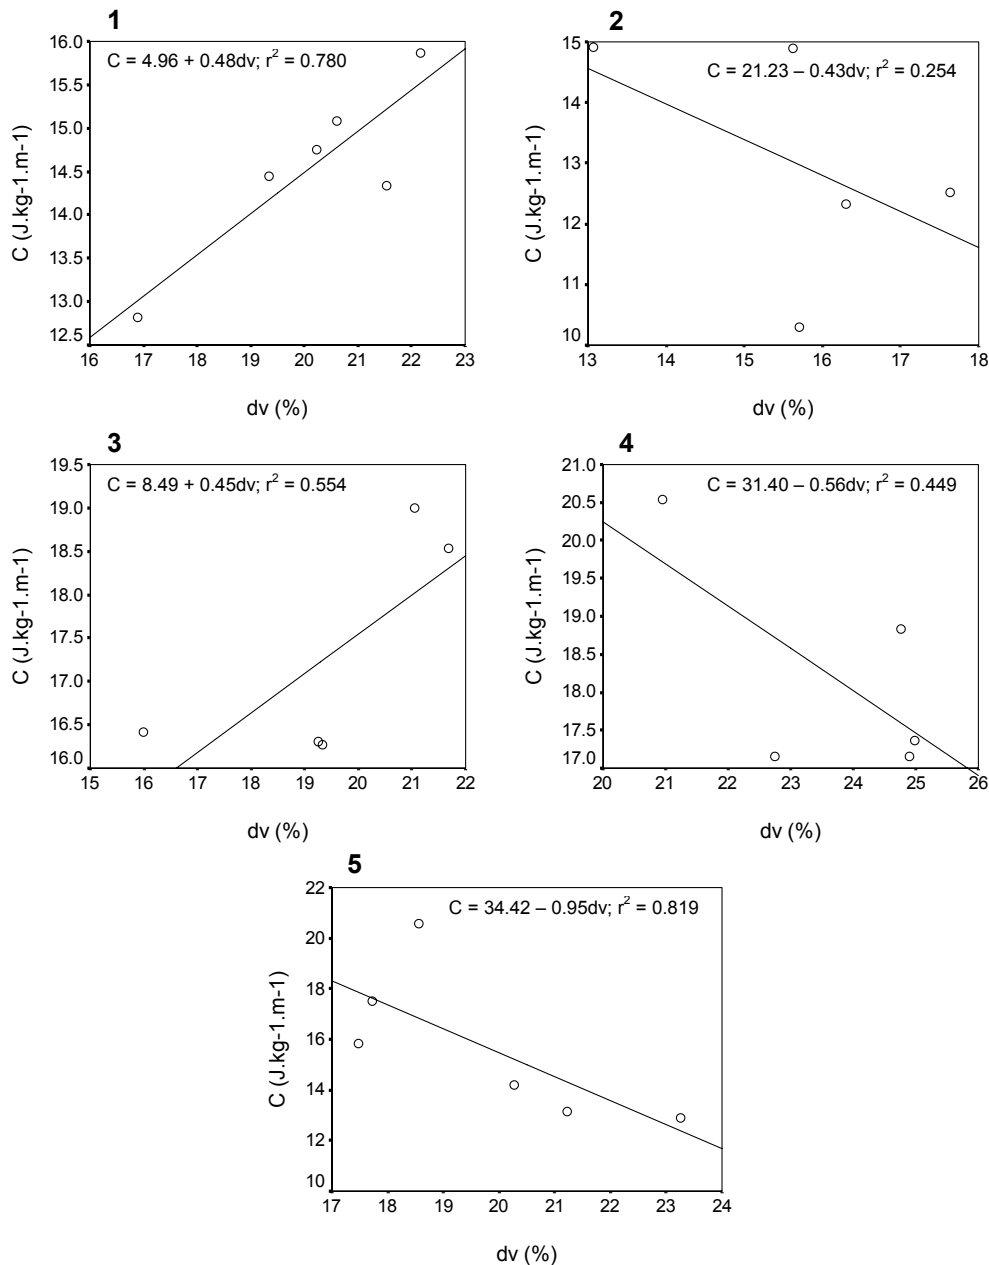 1
C = 4.96 + 0.48dv; r² = 0.780
C (J.kg-1.m-1)
16.0
15.5
15.0
14.5
14.0
13.5
13.0
12.5
16 17 18 19 20 21 22 23
dv (%)
2
C = 21.23 – 0.43dv; r² = 0.254
C (J.kg-1.m-1)
15
14
13
12
11
10
13 14 15 16 17 18
dv (%)
3
C = 8.49 + 0.45dv; r² = 0.554
C (J.kg-1.m-1)
19.5
19.0
18.5
18.0
17.5
17.0
16.5
16.0
15 16 17 18 19 20 21 22
dv (%)
4
C = 31.40 – 0.56dv; r² = 0.449
C (J.kg-1.m-1)
21.0
20.5
20.0
19.5
19.0
18.5
18.0
17.5
17.0
20 21 22 23 24 25 26
dv (%)
5
C = 34.42 – 0.95dv; r² = 0.819
C (J.kg-1.m-1)
22
20
18
16
14
12
10
17 18 19 20 21 22 23 24
dv (%)